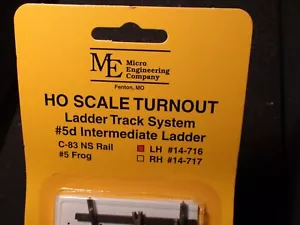 ME Micro
Engineering
Company
Fenton, MO
HO SCALE TURNOUT
Ladder Track System
#5d Intermediate Ladder
C-83 NS Rail
LH #14-716
#5 Frog
RH #14-717